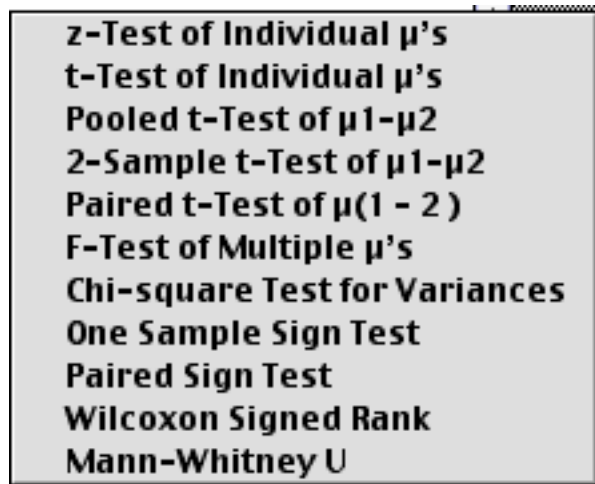 z-Test of Individual µ's
t-Test of Individual µ's
Pooled t-Test of µ1-µ2
2-Sample t-Test of µ1-µ2
Paired t-Test of µ(1 - 2 )
F-Test of Multiple µ's
Chi-square Test for Variances
One Sample Sign Test
Paired Sign Test
Wilcoxon Signed Rank
Mann-Whitney U